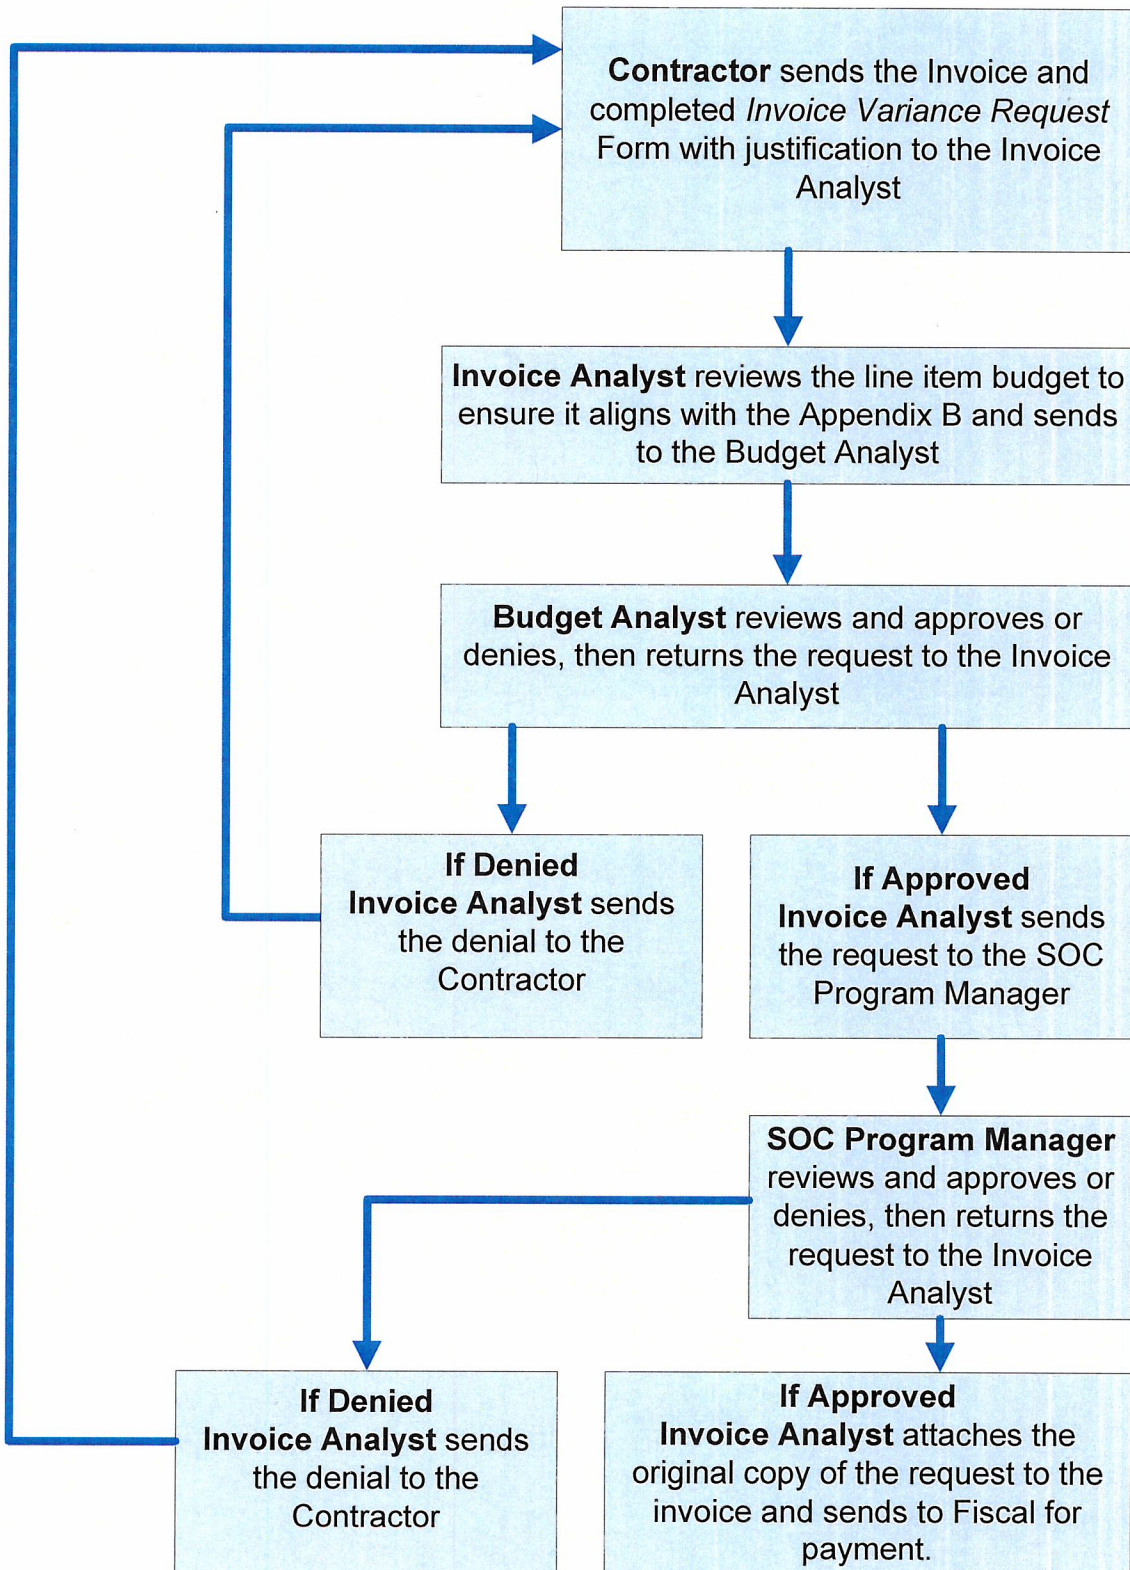 Contractor sends the Invoice and
completed Invoice Variance Request
Form with justification to the Invoice
Analyst
Invoice Analyst reviews the line item budget to
ensure it aligns with the Appendix B and sends
to the Budget Analyst
Budget Analyst reviews and approves or
denies, then returns the request to the Invoice
Analyst
If Denied
Invoice Analyst sends
the denial to the
Contractor
If Approved
Invoice Analyst sends
the request to the SOC
Program Manager
SOC Program Manager
reviews and approves or
denies, then returns the
request to the Invoice
Analyst
If Denied
Invoice Analyst sends
the denial to the
Contractor
If Approved
Invoice Analyst attaches the
original copy of the request to the
invoice and sends to Fiscal for
payment.